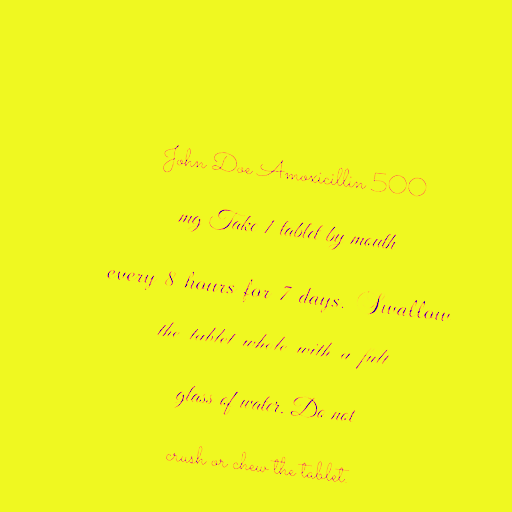 John Doe Amoxicillin 500
mg Take 1 tablet by mouth
every 8 hours for 7 days. Swallow
the tablet whole with a full
glass of water. Do not
crush or chew the tablet